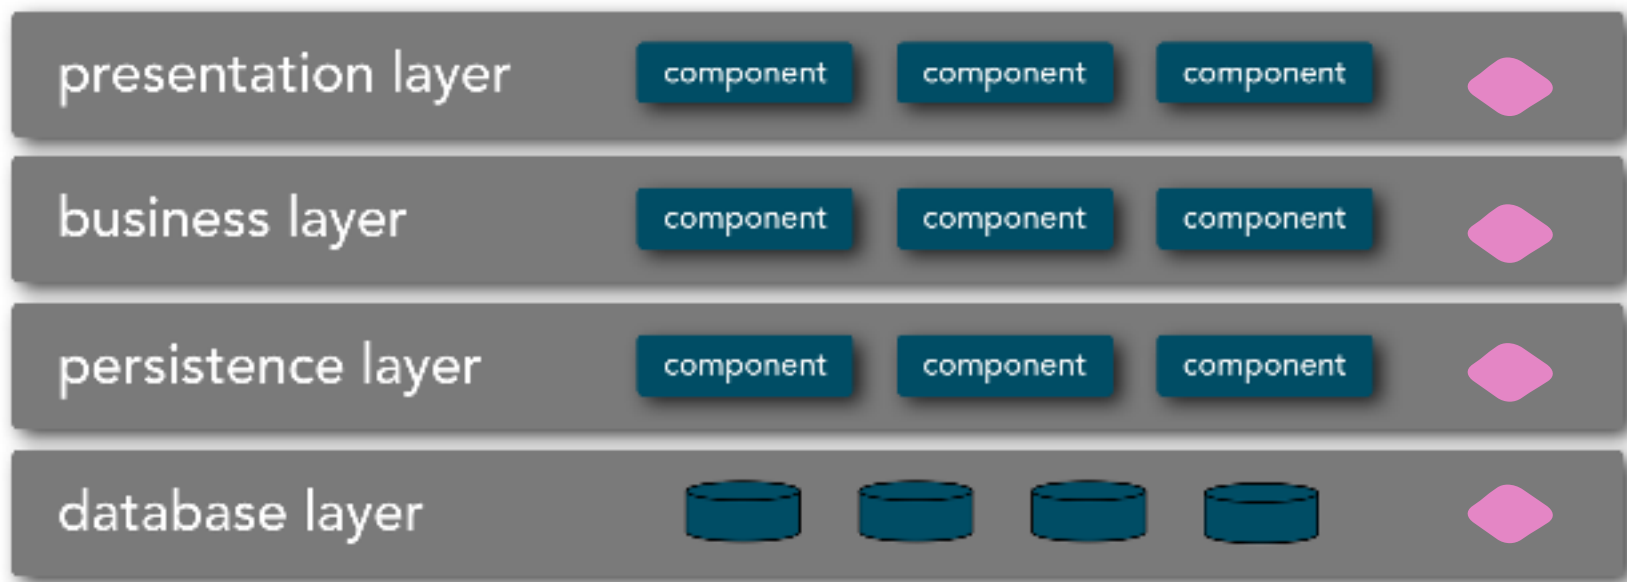 presentation layer component component component
business layer component component component
persistence layer component component component
database layer